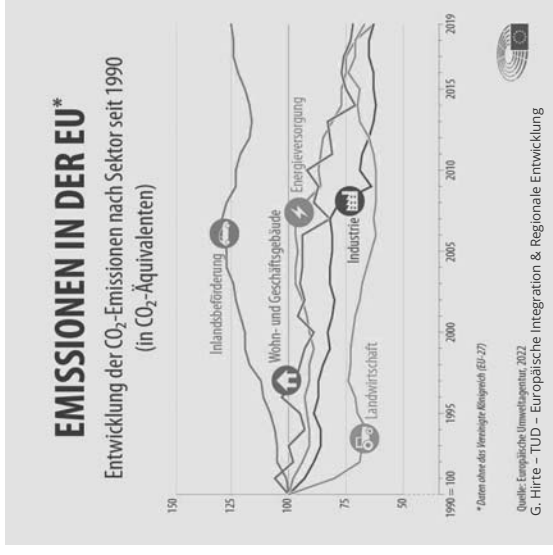 EMISSIONEN IN DER EU*
Entwicklung der CO₂-Emissionen nach Sektor seit 1990
(in CO₂-Äquivalenten)
150
125
100
75
50
Inlandsbeförderung
Wohn- und Geschäftsgebäude
Energieversorgung
Industrie
Landwirtschaft
1990 = 100
1995
2000
2005
2010
2015
2019
* Daten ohne das Vereinigte Königreich (EU-27)
Quelle: Europäische Umweltagentur, 2022
G. Hirte – TUD – Europäische Integration & Regionale Entwicklung